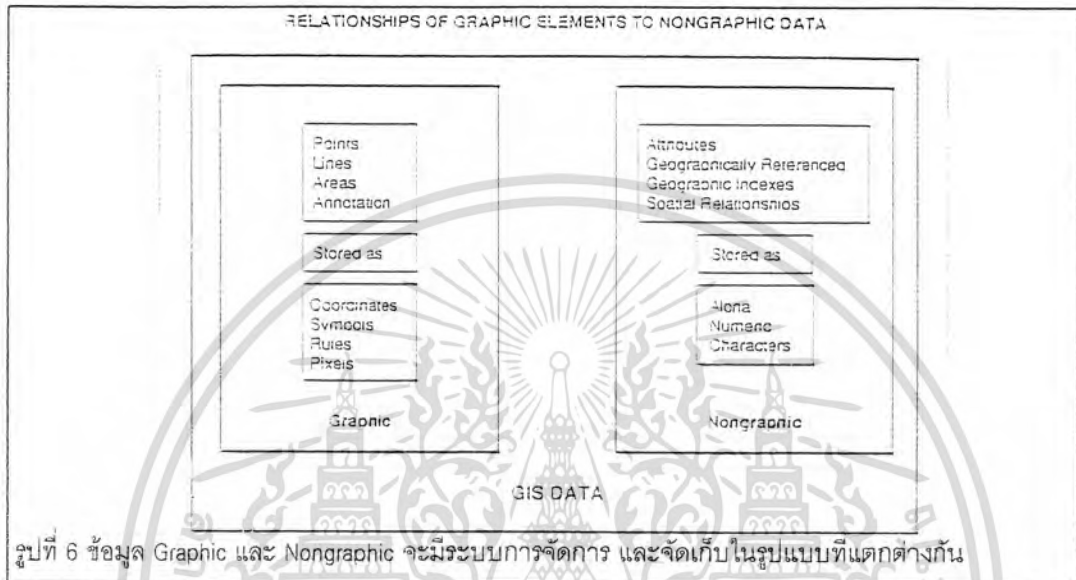 RELATIONSHIPS OF GRAPHIC ELEMENTS TO NONGRAPHIC DATA
Points
Lines
Areas
Annotation
Stored as
Coordinates
Symbols
Rules
Pixels
Graphic
Attributes
Geographically Referenced
Geographic Indexes
Spatial Relationships
Stored as
Alpha
Numeric
Characters
Nongraphic
GIS DATA
รูปที่ 6 ข้อมูล Graphic และ Nongraphic จะมีระบบการจัดการ และจัดเก็บในรูปแบบที่แตกต่างกัน